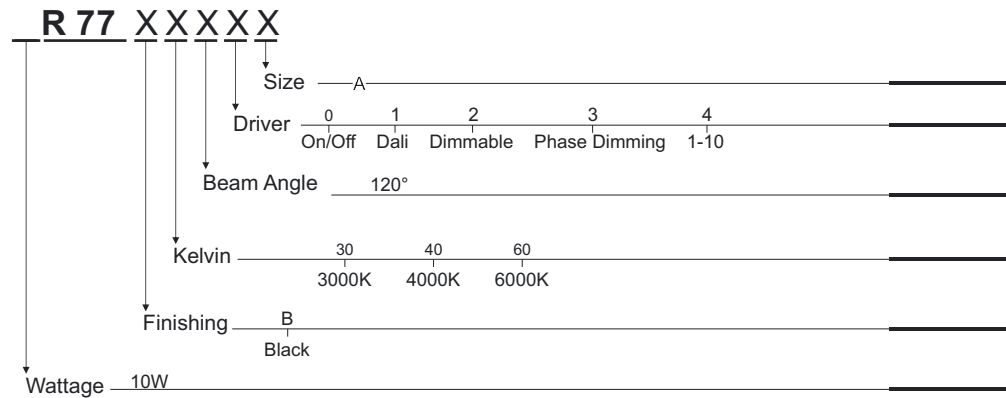 _R 77 X X X X X
Size A
Driver 0 1 2 3 4
On/Off Dali Dimmable Phase Dimming 1-10
Beam Angle 120°
Kelvin 30 40 60
3000K 4000K 6000K
Finishing B
Black
Wattage 10W